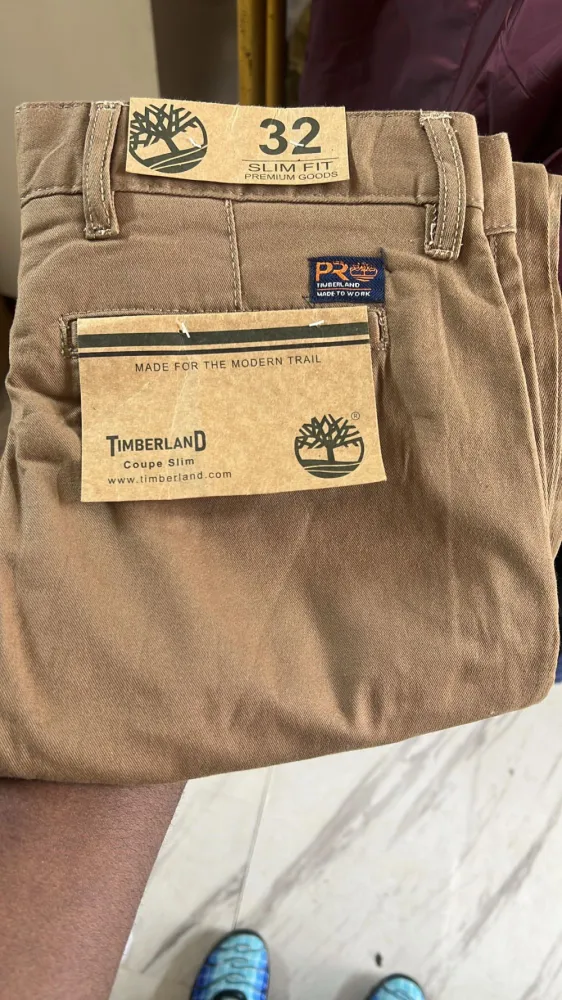 32
SLIM FIT
PREMIUM GOODS
PR
TIMBERLAND
MADE TO WORK
MADE FOR THE MODERN TRAIL
TIMBERLAND
®
Coupe Slim
www.timberland.com